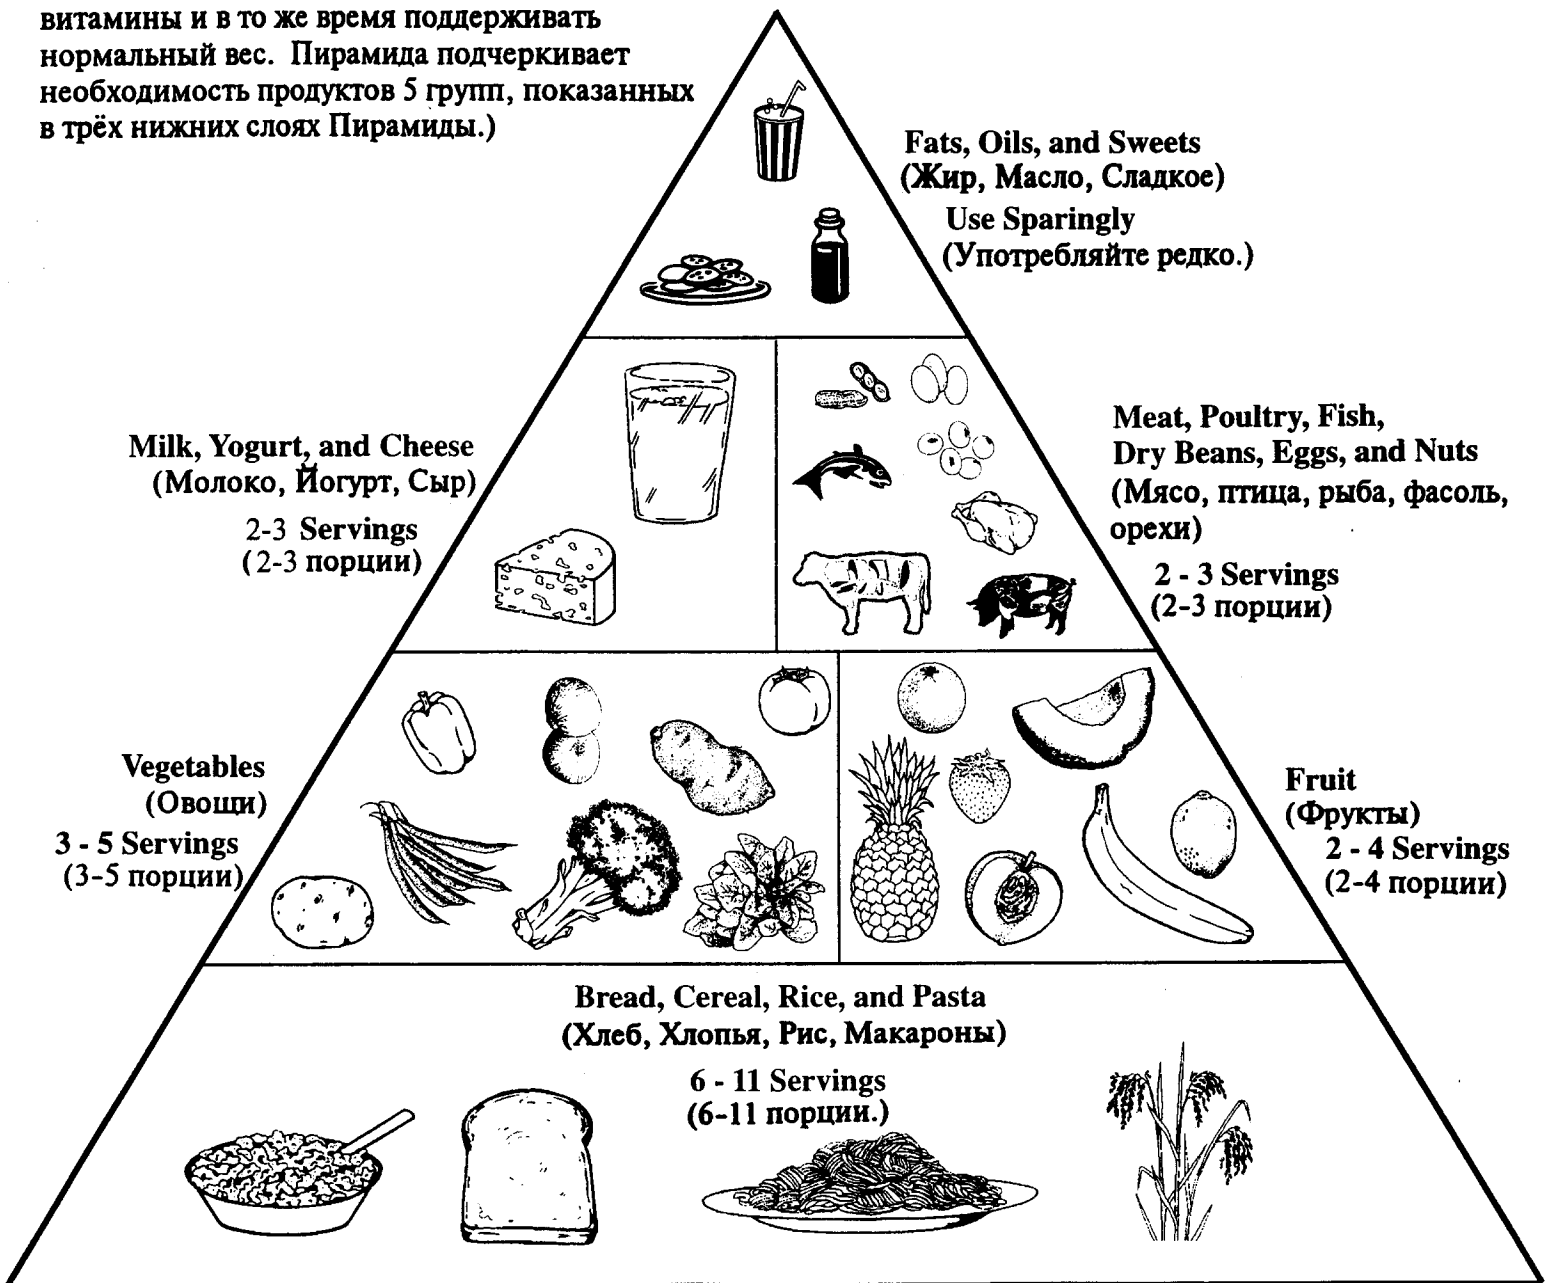 витамины и в то же время поддерживать
нормальный вес. Пирамида подчеркивает
необходимость продуктов 5 групп, показанных
в трёх нижних слоях Пирамиды.)
Fats, Oils, and Sweets
(Жир, Масло, Сладкое)
Use Sparingly
(Употребляйте редко.)
Milk, Yogurt, and Cheese
(Молоко, Йогурт, Сыр)
2-3 Servings
(2-3 порции)
Meat, Poultry, Fish,
Dry Beans, Eggs, and Nuts
(Мясо, птица, рыба, фасоль,
орехи)
2 - 3 Servings
(2-3 порции)
Vegetables
(Овощи)
3 - 5 Servings
(3-5 порции)
Fruit
(Фрукты)
2 - 4 Servings
(2-4 порции)
Bread, Cereal, Rice, and Pasta
(Хлеб, Хлопья, Рис, Макароны)
6 - 11 Servings
(6-11 порции.)